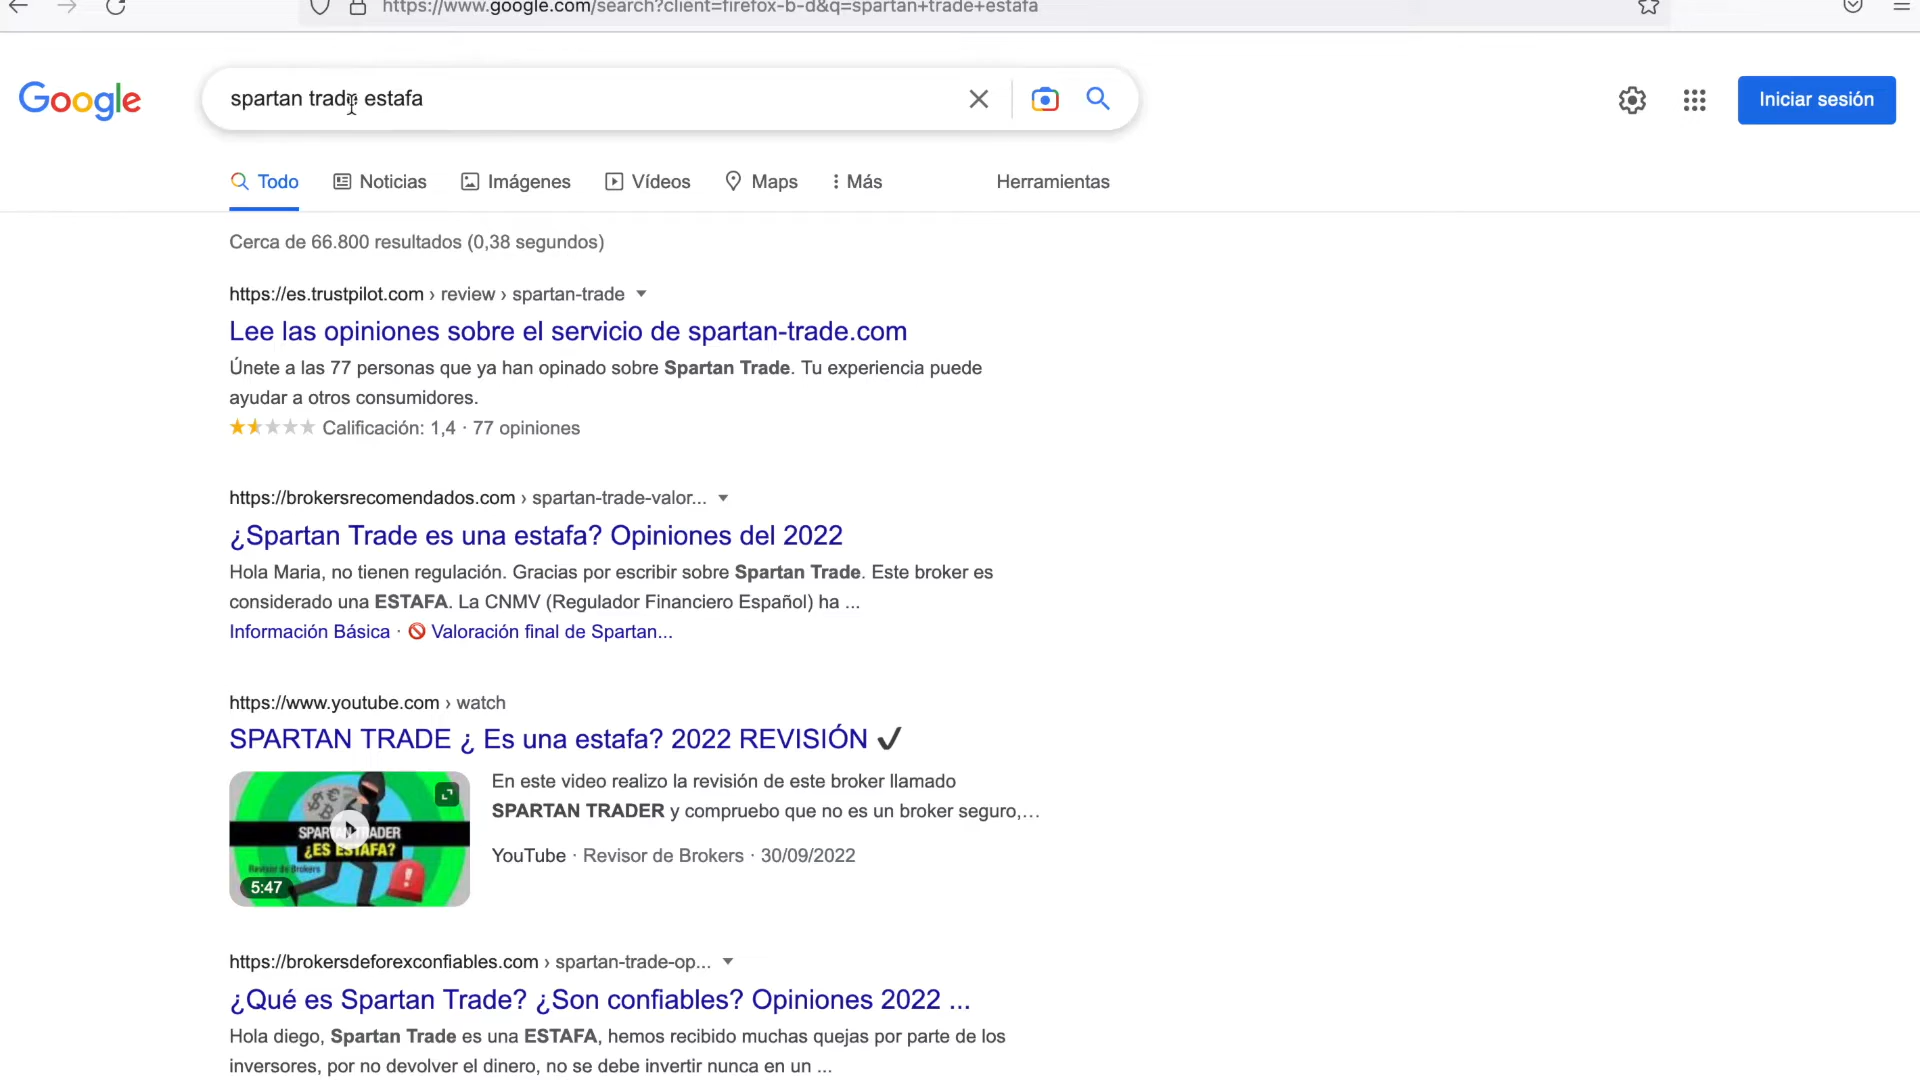 https://www.google.com/search?client=firefox-b-d&q=spartan+trade+estafa
Google
spartan trade estafa
Iniciar sesión
Todo
Noticias
Imágenes
Vídeos
Maps
Más
Herramientas
Cerca de 66.800 resultados (0,38 segundos)
https://es.trustpilot.com › review › spartan-trade
Lee las opiniones sobre el servicio de spartan-trade.com
Únete a las 77 personas que ya han opinado sobre Spartan Trade. Tu experiencia puede
ayudar a otros consumidores.
Calificación: 1,4 · 77 opiniones
https://brokersrecomendados.com › spartan-trade-valor...
¿Spartan Trade es una estafa? Opiniones del 2022
Hola Maria, no tienen regulación. Gracias por escribir sobre Spartan Trade. Este broker es
considerado una ESTAFA. La CNMV (Regulador Financiero Español) ha ...
Información Básica · 🚫 Valoración final de Spartan...
https://www.youtube.com › watch
SPARTAN TRADE ¿ Es una estafa? 2022 REVISIÓN ✔
SPARTAN TRADER
¿ES ESTAFA?
Revisor de Brokers
5:47
En este video realizo la revisión de este broker llamado
SPARTAN TRADER y compruebo que no es un broker seguro,...
YouTube · Revisor de Brokers · 30/09/2022
https://brokersdeforexconfiables.com › spartan-trade-op...
¿Qué es Spartan Trade? ¿Son confiables? Opiniones 2022 ...
Hola diego, Spartan Trade es una ESTAFA, hemos recibido muchas quejas por parte de los
inversores, por no devolver el dinero, no se debe invertir nunca en un ...